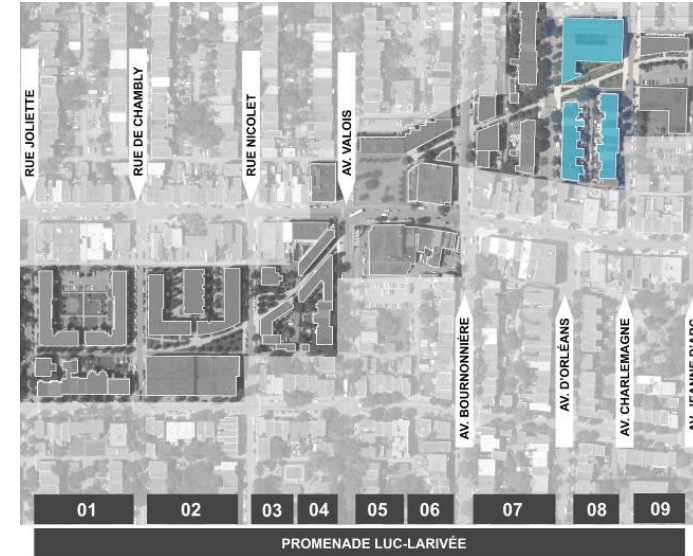 RUE JOLIETTE
RUE DE CHAMBLY
RUE NICOLET
AV. VALOIS
AV. BOURNONNIÈRE
AV. D'ORLÉANS
AV. CHARLEMAGNE
AV. JEANNE D'ARC
01 02 03 04 05 06 07 08 09
PROMENADE LUC-LARIVÉE